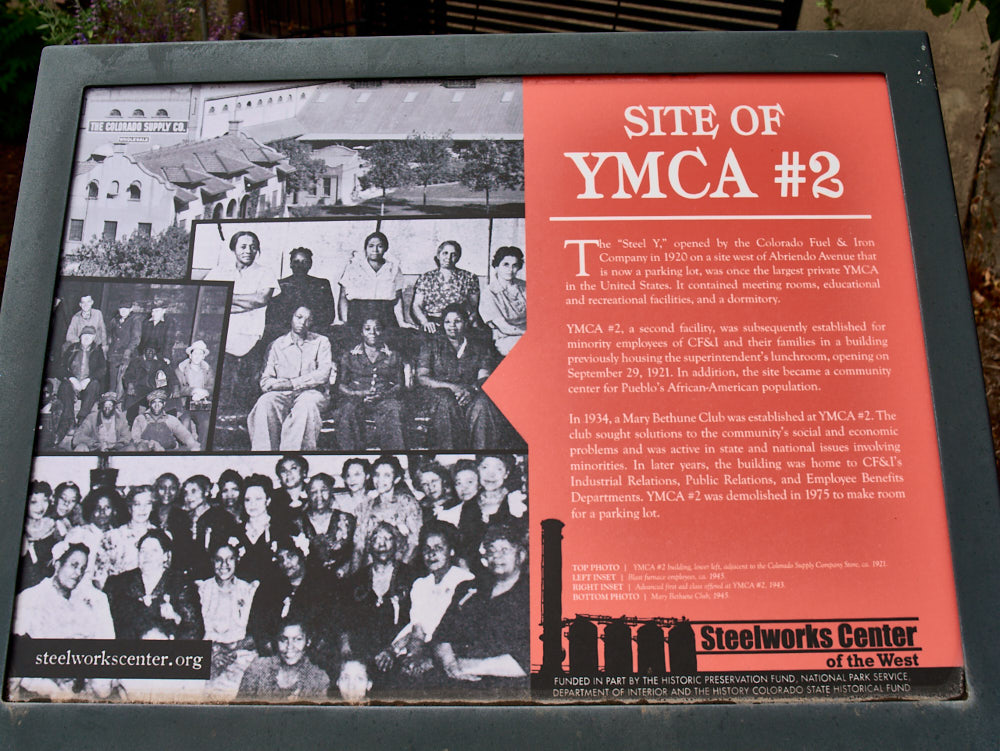 THE COLORADO SUPPLY CO.
WHOLESALE
SITE OF
YMCA #2
The "Steel Y," opened by the Colorado Fuel & Iron
Company in 1920 on a site west of Abriendo Avenue that
is now a parking lot, was once the largest private YMCA
in the United States. It contained meeting rooms, educational
and recreational facilities, and a dormitory.
YMCA #2, a second facility, was subsequently established for
minority employees of CF&I and their families in a building
previously housing the superintendent's lunchroom, opening on
September 29, 1921. In addition, the site became a community
center for Pueblo's African-American population.
In 1934, a Mary Bethune Club was established at YMCA #2. The
club sought solutions to the community's social and economic
problems and was active in state and national issues involving
minorities. In later years, the building was home to CF&I's
Industrial Relations, Public Relations, and Employee Benefits
Departments. YMCA #2 was demolished in 1975 to make room
for a parking lot.
TOP PHOTO | YMCA #2 building, lower left, adjacent to the Colorado Supply Company Store, ca. 1921.
LEFT INSET | Blast furnace employees, ca. 1945.
RIGHT INSET | Advanced first aid class offered at YMCA #2, 1943.
BOTTOM PHOTO | Mary Bethune Club, 1945.
steelworkscenter.org
Steelworks Center
of the West
FUNDED IN PART BY THE HISTORIC PRESERVATION FUND, NATIONAL PARK SERVICE,
DEPARTMENT OF INTERIOR AND THE HISTORY COLORADO STATE HISTORICAL FUND